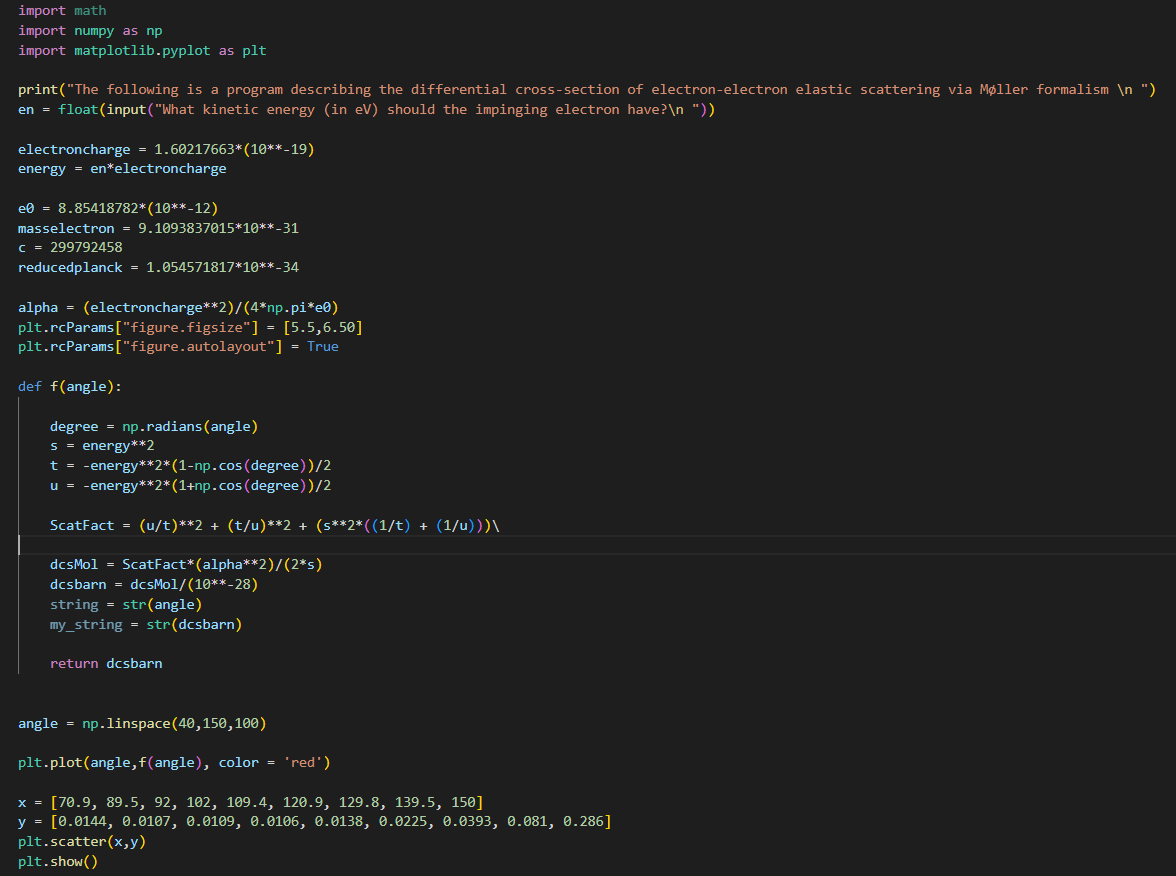 import math
import numpy as np
import matplotlib.pyplot as plt
print("The following is a program describing the differential cross-section of electron-electron elastic scattering via Møller formalism \n ")
en = float(input("What kinetic energy (in eV) should the impinging electron have?\n "))
electroncharge = 1.60217663*(10**-19)
energy = en*electroncharge
e0 = 8.85418782*(10**-12)
masselectron = 9.1093837015*10**-31
c = 299792458
reducedplanck = 1.054571817*10**-34
alpha = (electroncharge**2)/(4*np.pi*e0)
plt.rcParams["figure.figsize"] = [5.5,6.50]
plt.rcParams["figure.autolayout"] = True
def f(angle):
    degree = np.radians(angle)
    s = energy**2
    t = -energy**2*(1-np.cos(degree))/2
    u = -energy**2*(1+np.cos(degree))/2
    ScatFact = (u/t)**2 + (t/u)**2 + (s**2*((1/t) + (1/u)))\
    dcsMol = ScatFact*(alpha**2)/(2*s)
    dcsbarn = dcsMol/(10**-28)
    string = str(angle)
    my_string = str(dcsbarn)
    return dcsbarn
angle = np.linspace(40,150,100)
plt.plot(angle,f(angle), color = 'red')
x = [70.9, 89.5, 92, 102, 109.4, 120.9, 129.8, 139.5, 150]
y = [0.0144, 0.0107, 0.0109, 0.0106, 0.0138, 0.0225, 0.0393, 0.081, 0.286]
plt.scatter(x,y)
plt.show()